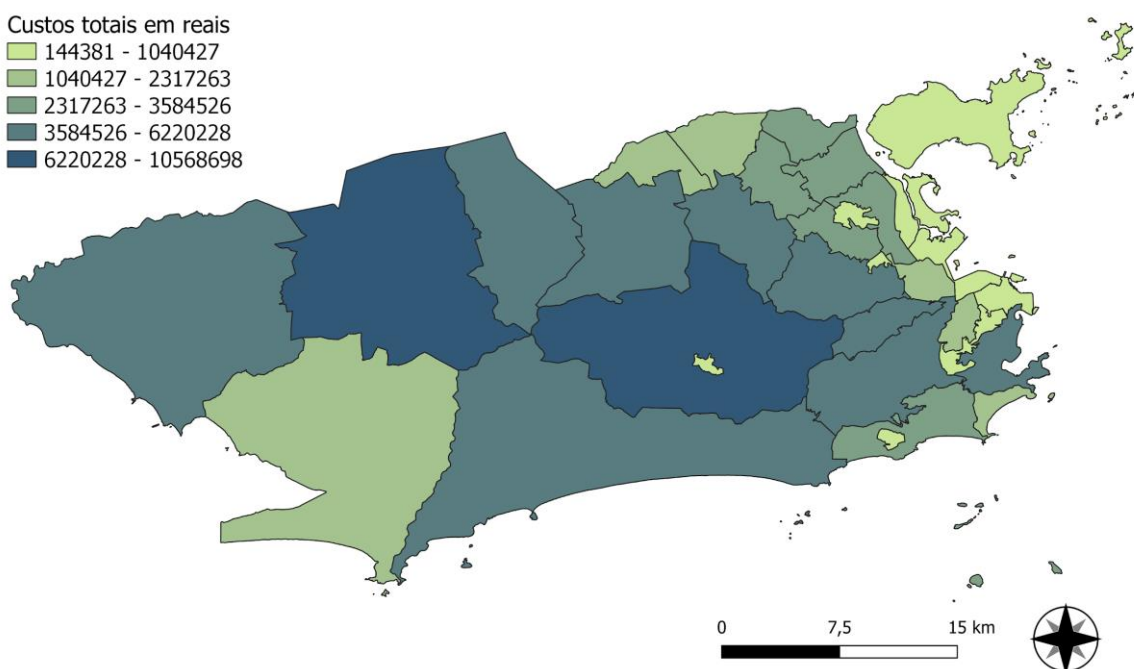 Custos totais em reais
144381 - 1040427
1040427 - 2317263
2317263 - 3584526
3584526 - 6220228
6220228 - 10568698
0 7,5 15 km